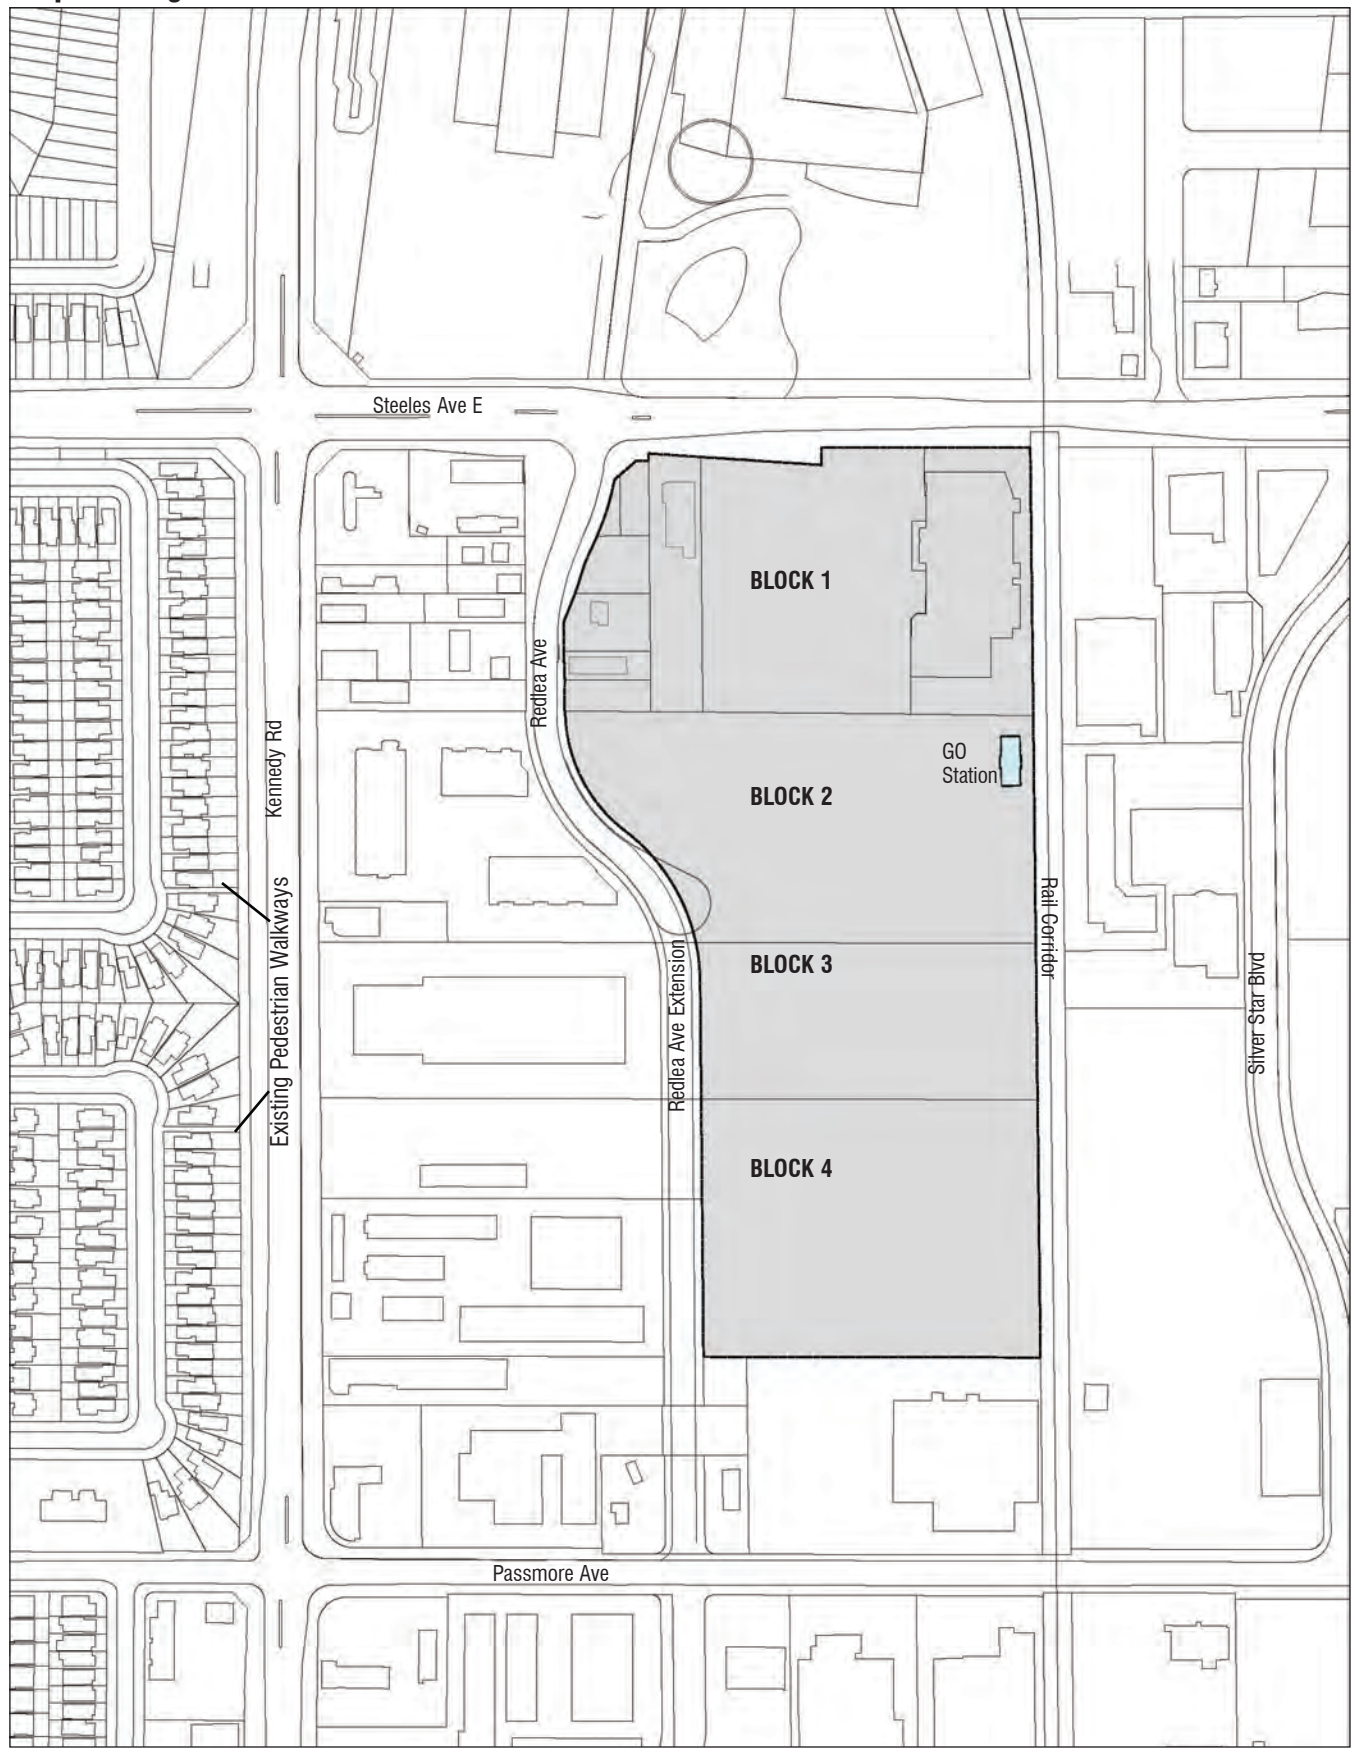 Steeles Ave E
BLOCK 1
Redlea Ave
Kennedy Rd
GO
Station
BLOCK 2
Existing Pedestrian Walkways
Rail Corridor
Redlea Ave Extension
BLOCK 3
Silver Star Blvd
BLOCK 4
Passmore Ave